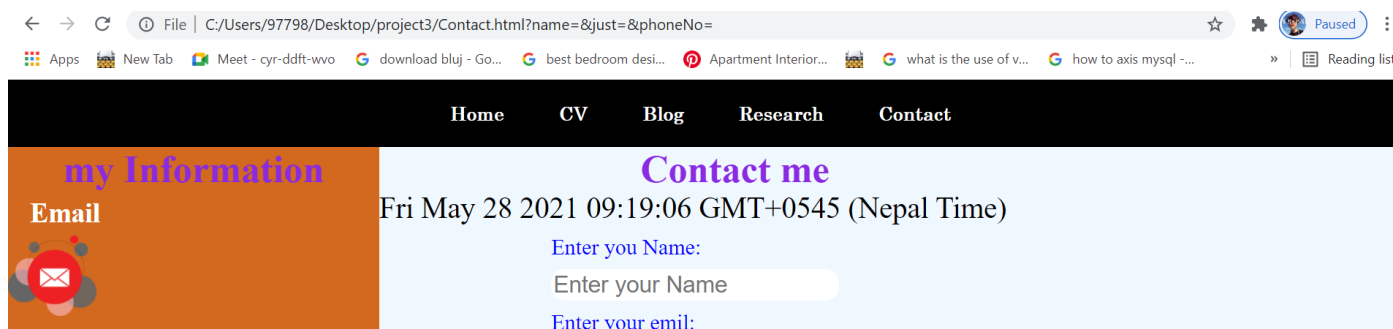 File C:/Users/97798/Desktop/project3/Contact.html?name=&just=&phoneNo= Paused
Apps New Tab Meet - cyr-ddft-wvo download bluj - Go... best bedroom desi... Apartment Interior... what is the use of v... how to axis mysql -... » Reading list
Home CV Blog Research Contact
my Information
Email
Contact me
Fri May 28 2021 09:19:06 GMT+0545 (Nepal Time)
Enter you Name:
Enter your Name
Enter your emil: